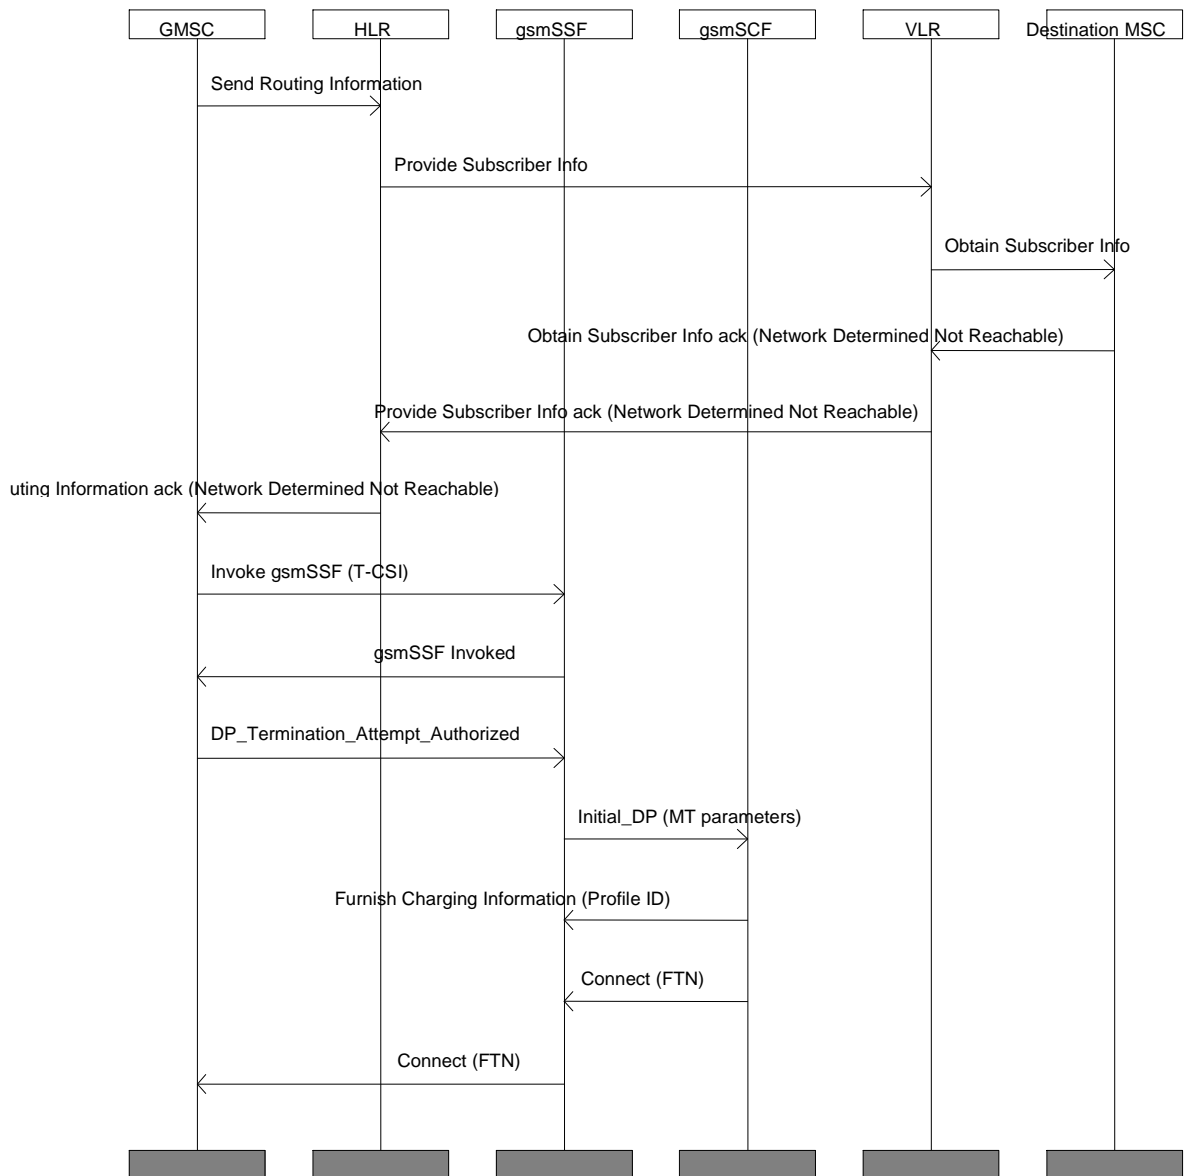 GMSC HLR gsmSSF gsmSCF VLR Destination MSC
Send Routing Information
Provide Subscriber Info
Obtain Subscriber Info
Obtain Subscriber Info ack (Network Determined Not Reachable)
Provide Subscriber Info ack (Network Determined Not Reachable)
uting Information ack (Network Determined Not Reachable)
Invoke gsmSSF (T-CSI)
gsmSSF Invoked
DP_Termination_Attempt_Authorized
Initial_DP (MT parameters)
Furnish Charging Information (Profile ID)
Connect (FTN)
Connect (FTN)